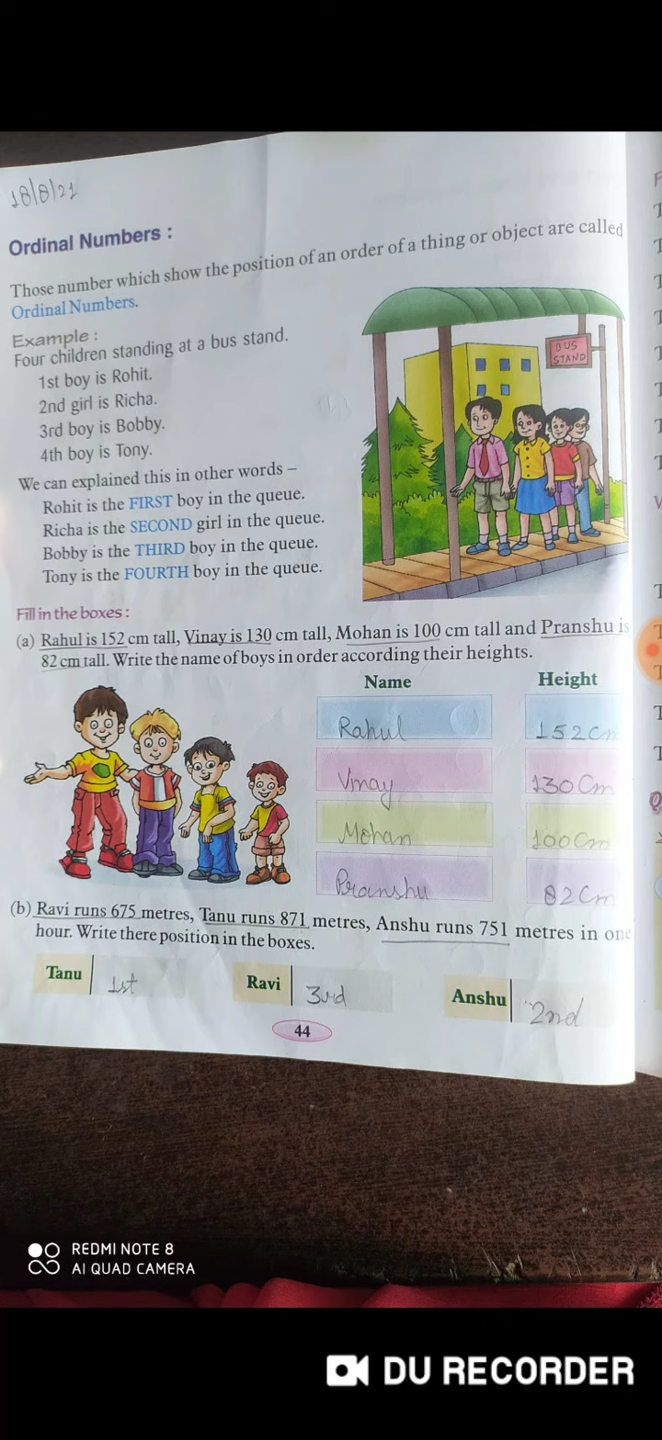 18/8/21
Ordinal Numbers :
Those number which show the position of an order of a thing or object are called
Ordinal Numbers.
Example :
Four children standing at a bus stand.
1st boy is Rohit.
2nd girl is Richa.
3rd boy is Bobby.
4th boy is Tony.
We can explained this in other words –
Rohit is the FIRST boy in the queue.
Richa is the SECOND girl in the queue.
Bobby is the THIRD boy in the queue.
Tony is the FOURTH boy in the queue.
BUS
STAND
Fill in the boxes :
(a) Rahul is 152 cm tall, Vinay is 130 cm tall, Mohan is 100 cm tall and Pranshu is
82 cm tall. Write the name of boys in order according their heights.
Name Height
Rahul 152cm
Vinay 130Cm
Mohan 100Cm
Pranshu 82Cm
(b) Ravi runs 675 metres, Tanu runs 871 metres, Anshu runs 751 metres in one
hour. Write there position in the boxes.
Tanu 1st Ravi 3rd Anshu 2nd
44
REDMI NOTE 8
AI QUAD CAMERA
DU RECORDER